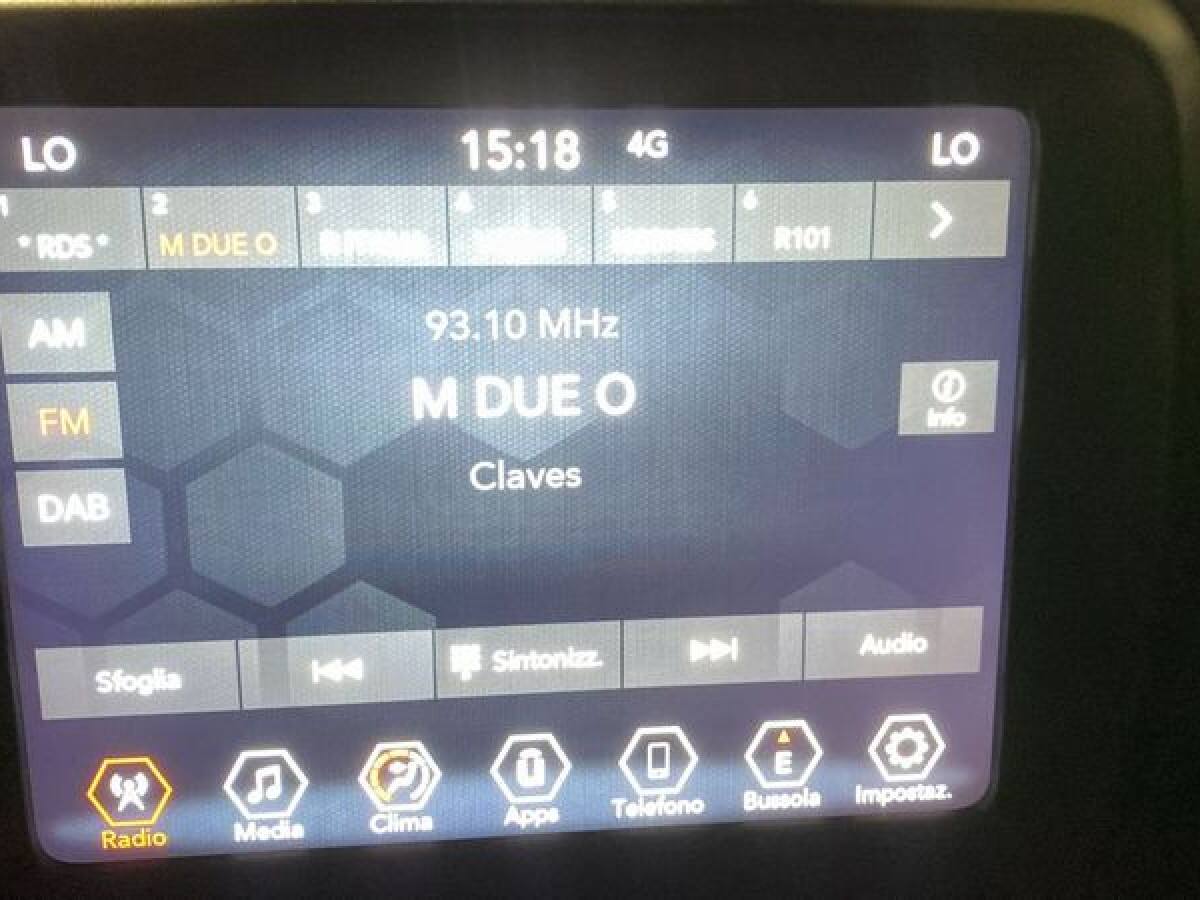 LO 15:18 4G LO
1 2 3 4 5 6
° RDS ° M DUE O R101
AM
93.10 MHz
M DUE O
Info
FM
Claves
DAB
Sfoglia Sintonizz. Audio
E
Radio Media Clima Apps Telefono Bussola Impostaz.